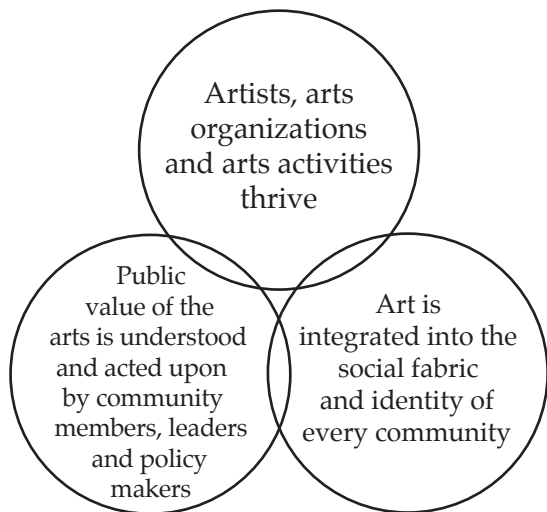 Artists, arts
organizations
and arts activities
thrive
Public
value of the
arts is understood
and acted upon
by community
members, leaders
and policy
makers
Art is
integrated into the
social fabric
and identity of
every community